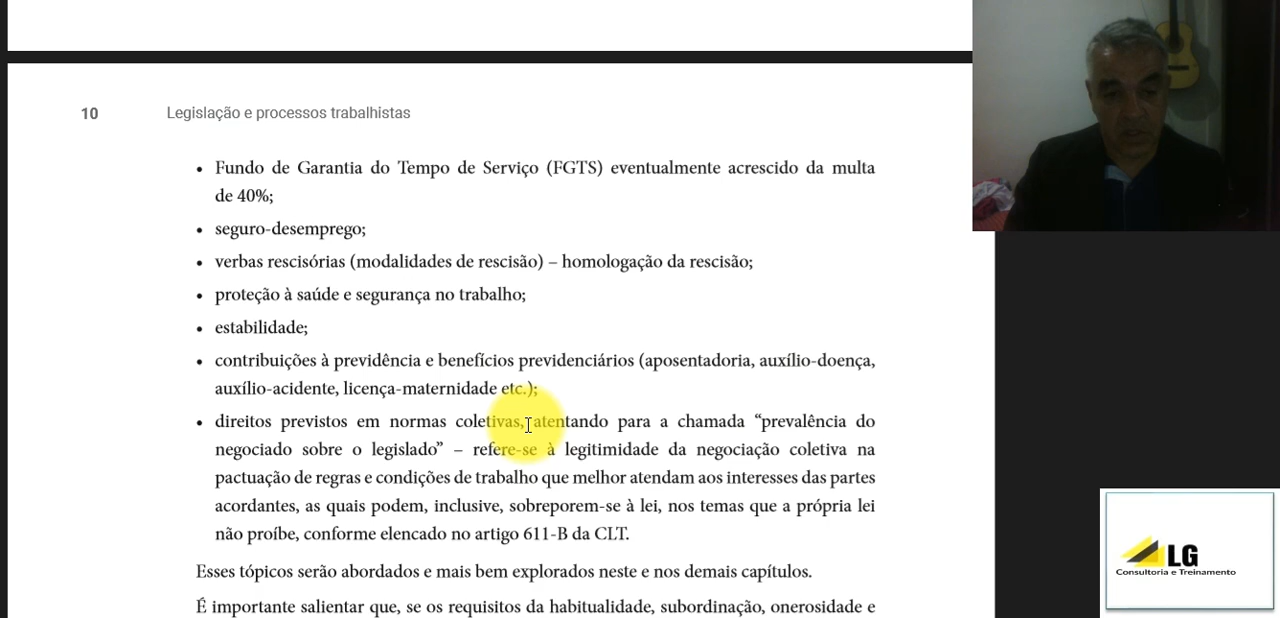 10 Legislação e processos trabalhistas
• Fundo de Garantia do Tempo de Serviço (FGTS) eventualmente acrescido da multa
de 40%;
• seguro-desemprego;
• verbas rescisórias (modalidades de rescisão) – homologação da rescisão;
• proteção à saúde e segurança no trabalho;
• estabilidade;
• contribuições à previdência e benefícios previdenciários (aposentadoria, auxílio-doença,
auxílio-acidente, licença-maternidade etc.);
• direitos previstos em normas coletivas, atentando para a chamada “prevalência do
negociado sobre o legislado” – refere-se à legitimidade da negociação coletiva na
pactuação de regras e condições de trabalho que melhor atendam aos interesses das partes
acordantes, as quais podem, inclusive, sobreporem-se à lei, nos temas que a própria lei
não proíbe, conforme elencado no artigo 611-B da CLT.
Esses tópicos serão abordados e mais bem explorados neste e nos demais capítulos.
É importante salientar que, se os requisitos da habitualidade, subordinação, onerosidade e
LG
Consultoria e Treinamento